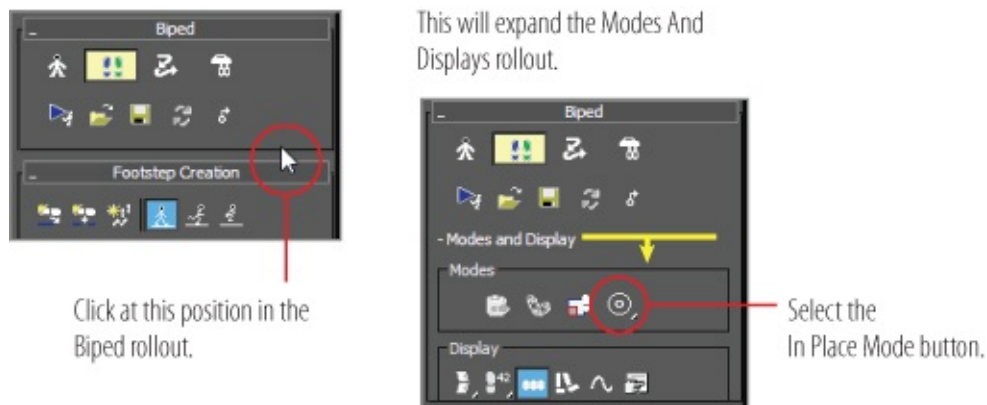 Biped
Footstep Creation
Click at this position in the
Biped rollout.
This will expand the Modes And
Displays rollout.
Biped
- Modes and Display
Modes
Display
42
Select the
In Place Mode button.